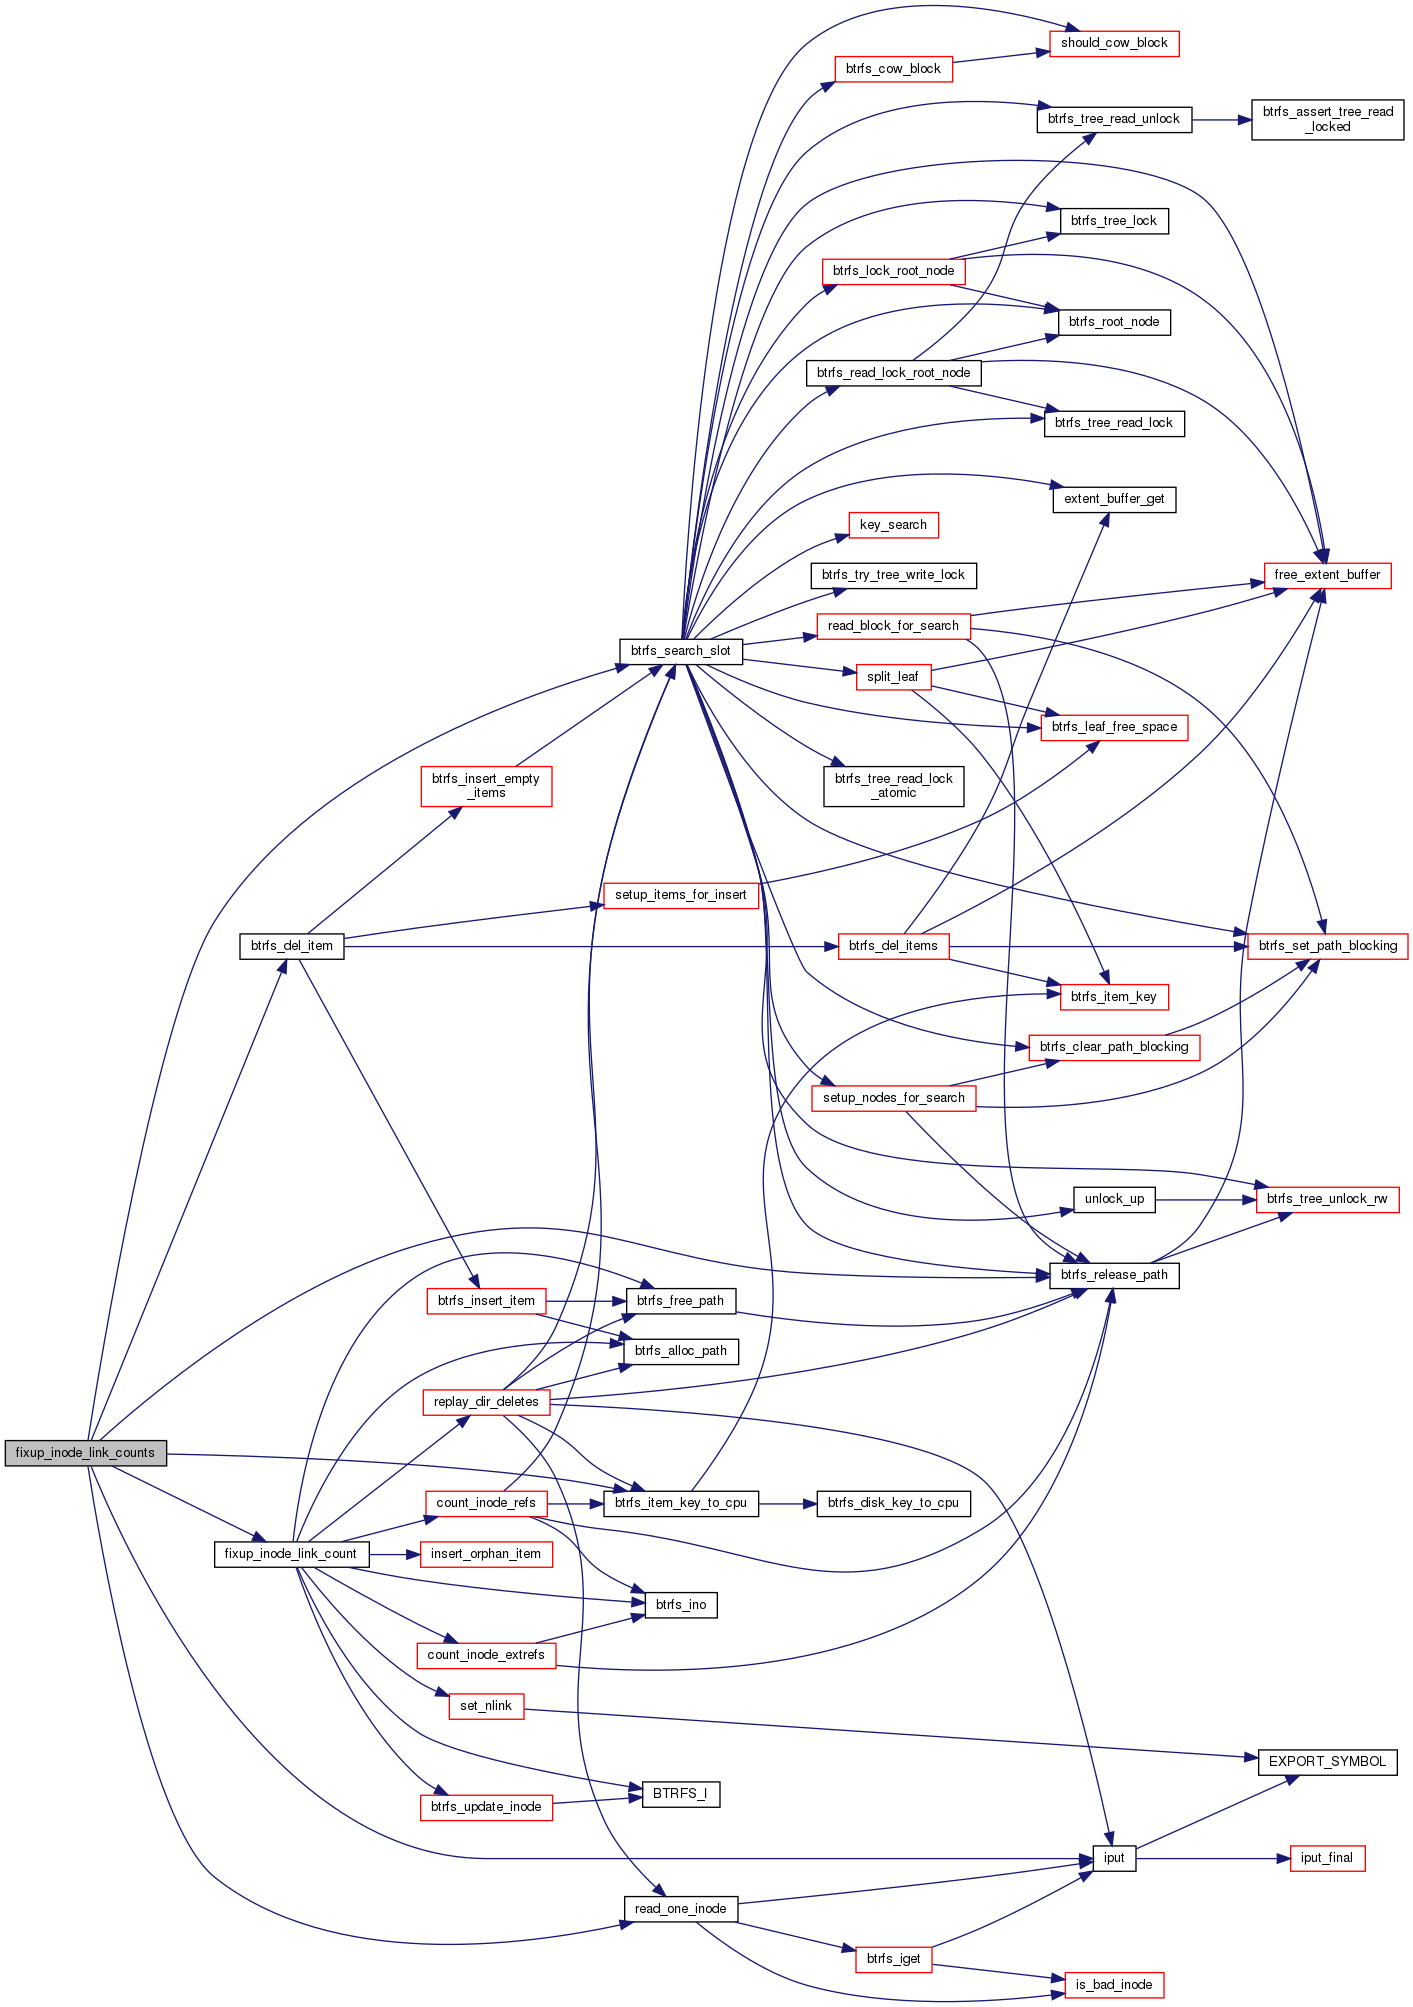 should_cow_block
btrfs_cow_block
btrfs_tree_read_unlock
btrfs_assert_tree_read
_locked
btrfs_tree_lock
btrfs_lock_root_node
btrfs_root_node
btrfs_read_lock_root_node
btrfs_tree_read_lock
extent_buffer_get
key_search
btrfs_try_tree_write_lock
free_extent_buffer
read_block_for_search
btrfs_search_slot
split_leaf
btrfs_leaf_free_space
btrfs_insert_empty
_items
btrfs_tree_read_lock
_atomic
setup_items_for_insert
btrfs_del_item
btrfs_del_items
btrfs_set_path_blocking
btrfs_item_key
btrfs_clear_path_blocking
setup_nodes_for_search
unlock_up
btrfs_tree_unlock_rw
btrfs_release_path
btrfs_insert_item
btrfs_free_path
btrfs_alloc_path
replay_dir_deletes
fixup_inode_link_counts
count_inode_refs
btrfs_item_key_to_cpu
btrfs_disk_key_to_cpu
fixup_inode_link_count
insert_orphan_item
btrfs_ino
count_inode_extrefs
set_nlink
EXPORT_SYMBOL
BTRFS_I
btrfs_update_inode
iput
iput_final
read_one_inode
btrfs_iget
is_bad_inode